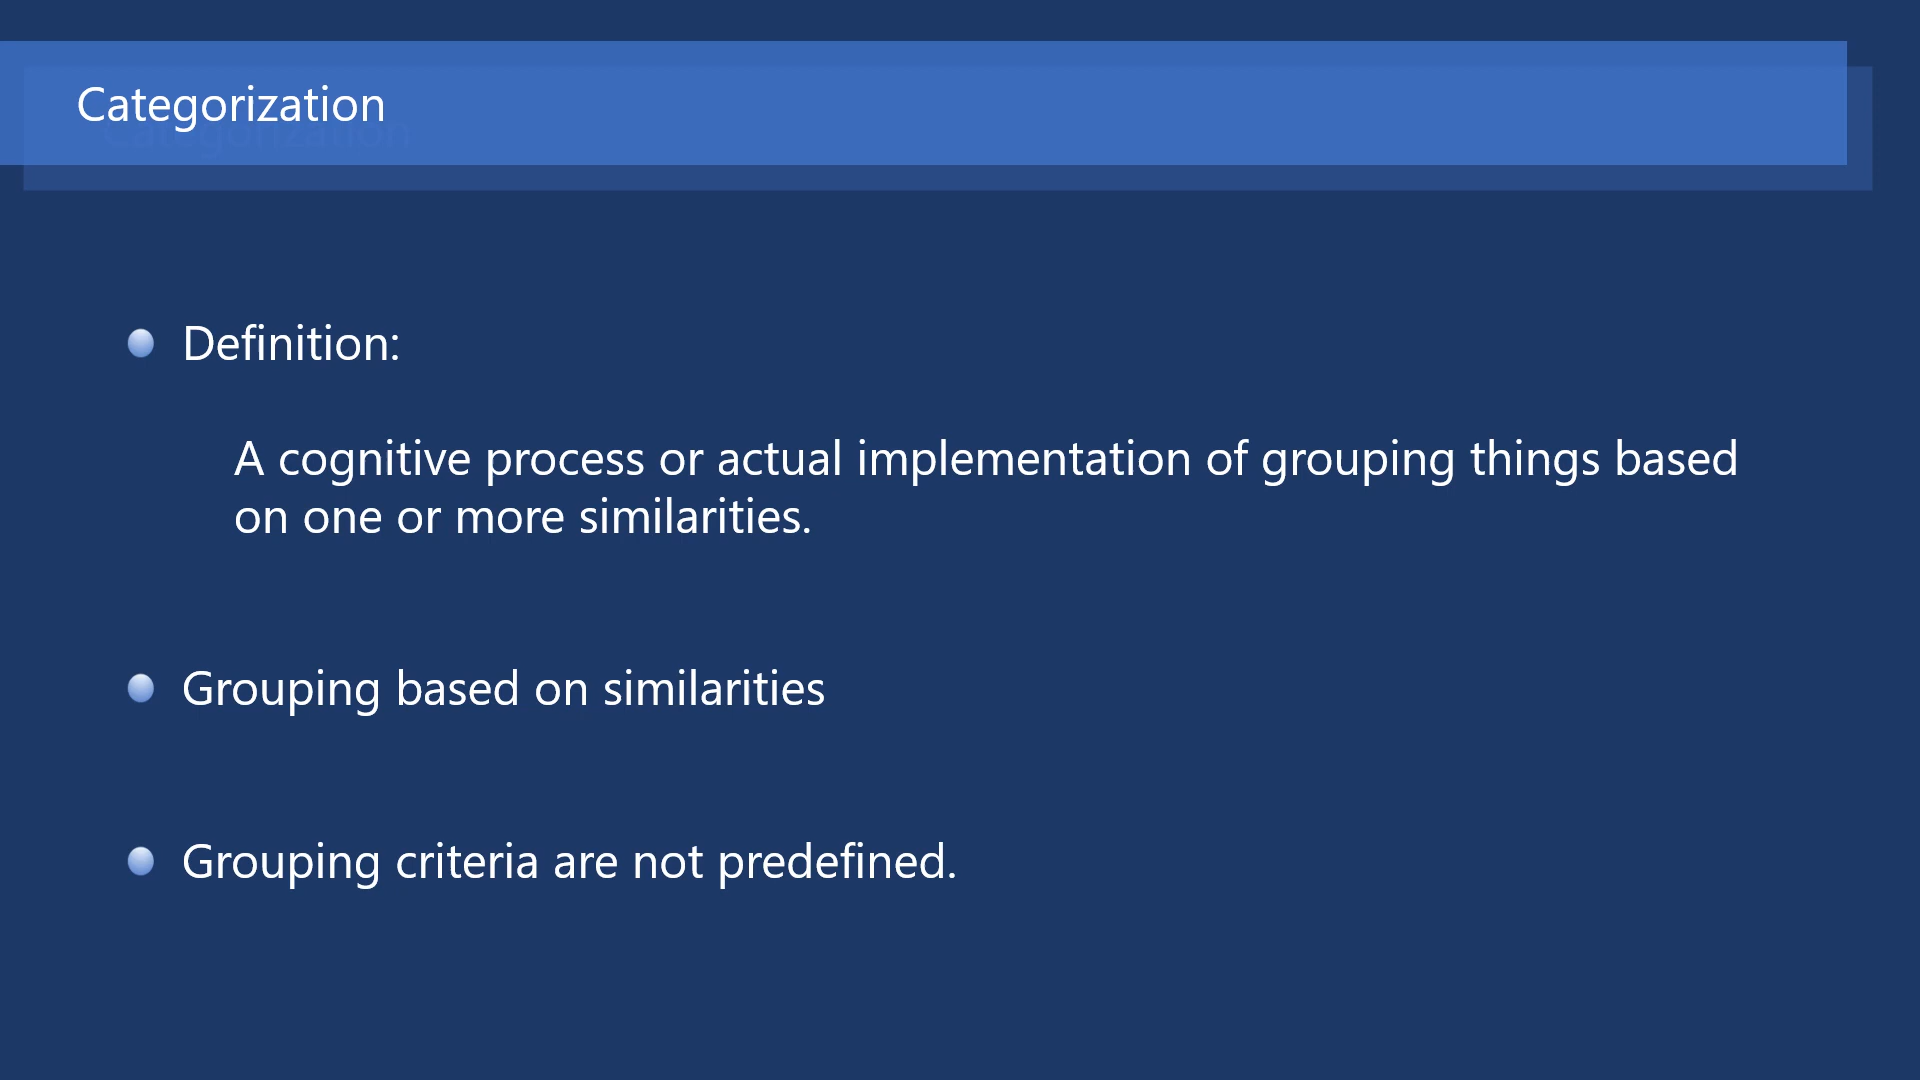 Categorization
Definition:
A cognitive process or actual implementation of grouping things based
on one or more similarities.
Grouping based on similarities
Grouping criteria are not predefined.